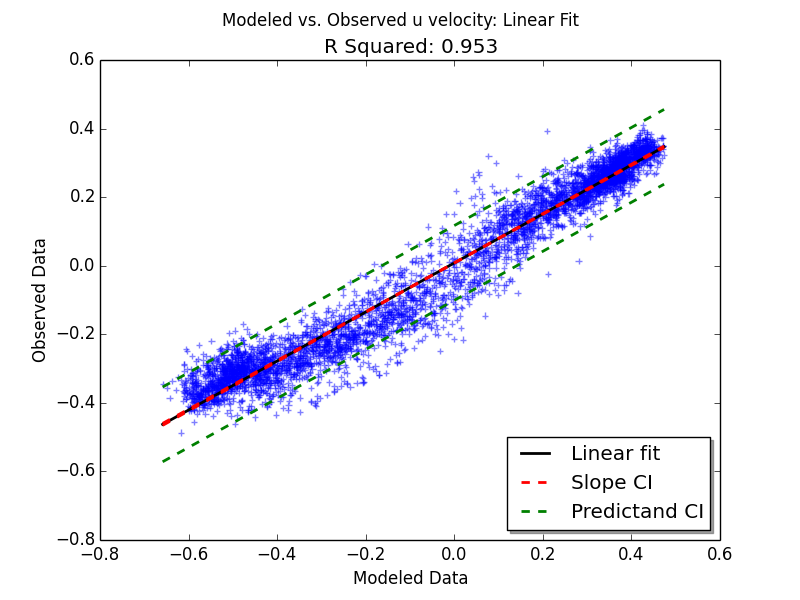 Modeled vs. Observed u velocity: Linear Fit
R Squared: 0.953
0.6
0.4
0.2
0.0
−0.2
−0.4
−0.6
−0.8
Observed Data
Linear fit
Slope CI
Predictand CI
−0.8 −0.6 −0.4 −0.2 0.0 0.2 0.4 0.6
Modeled Data